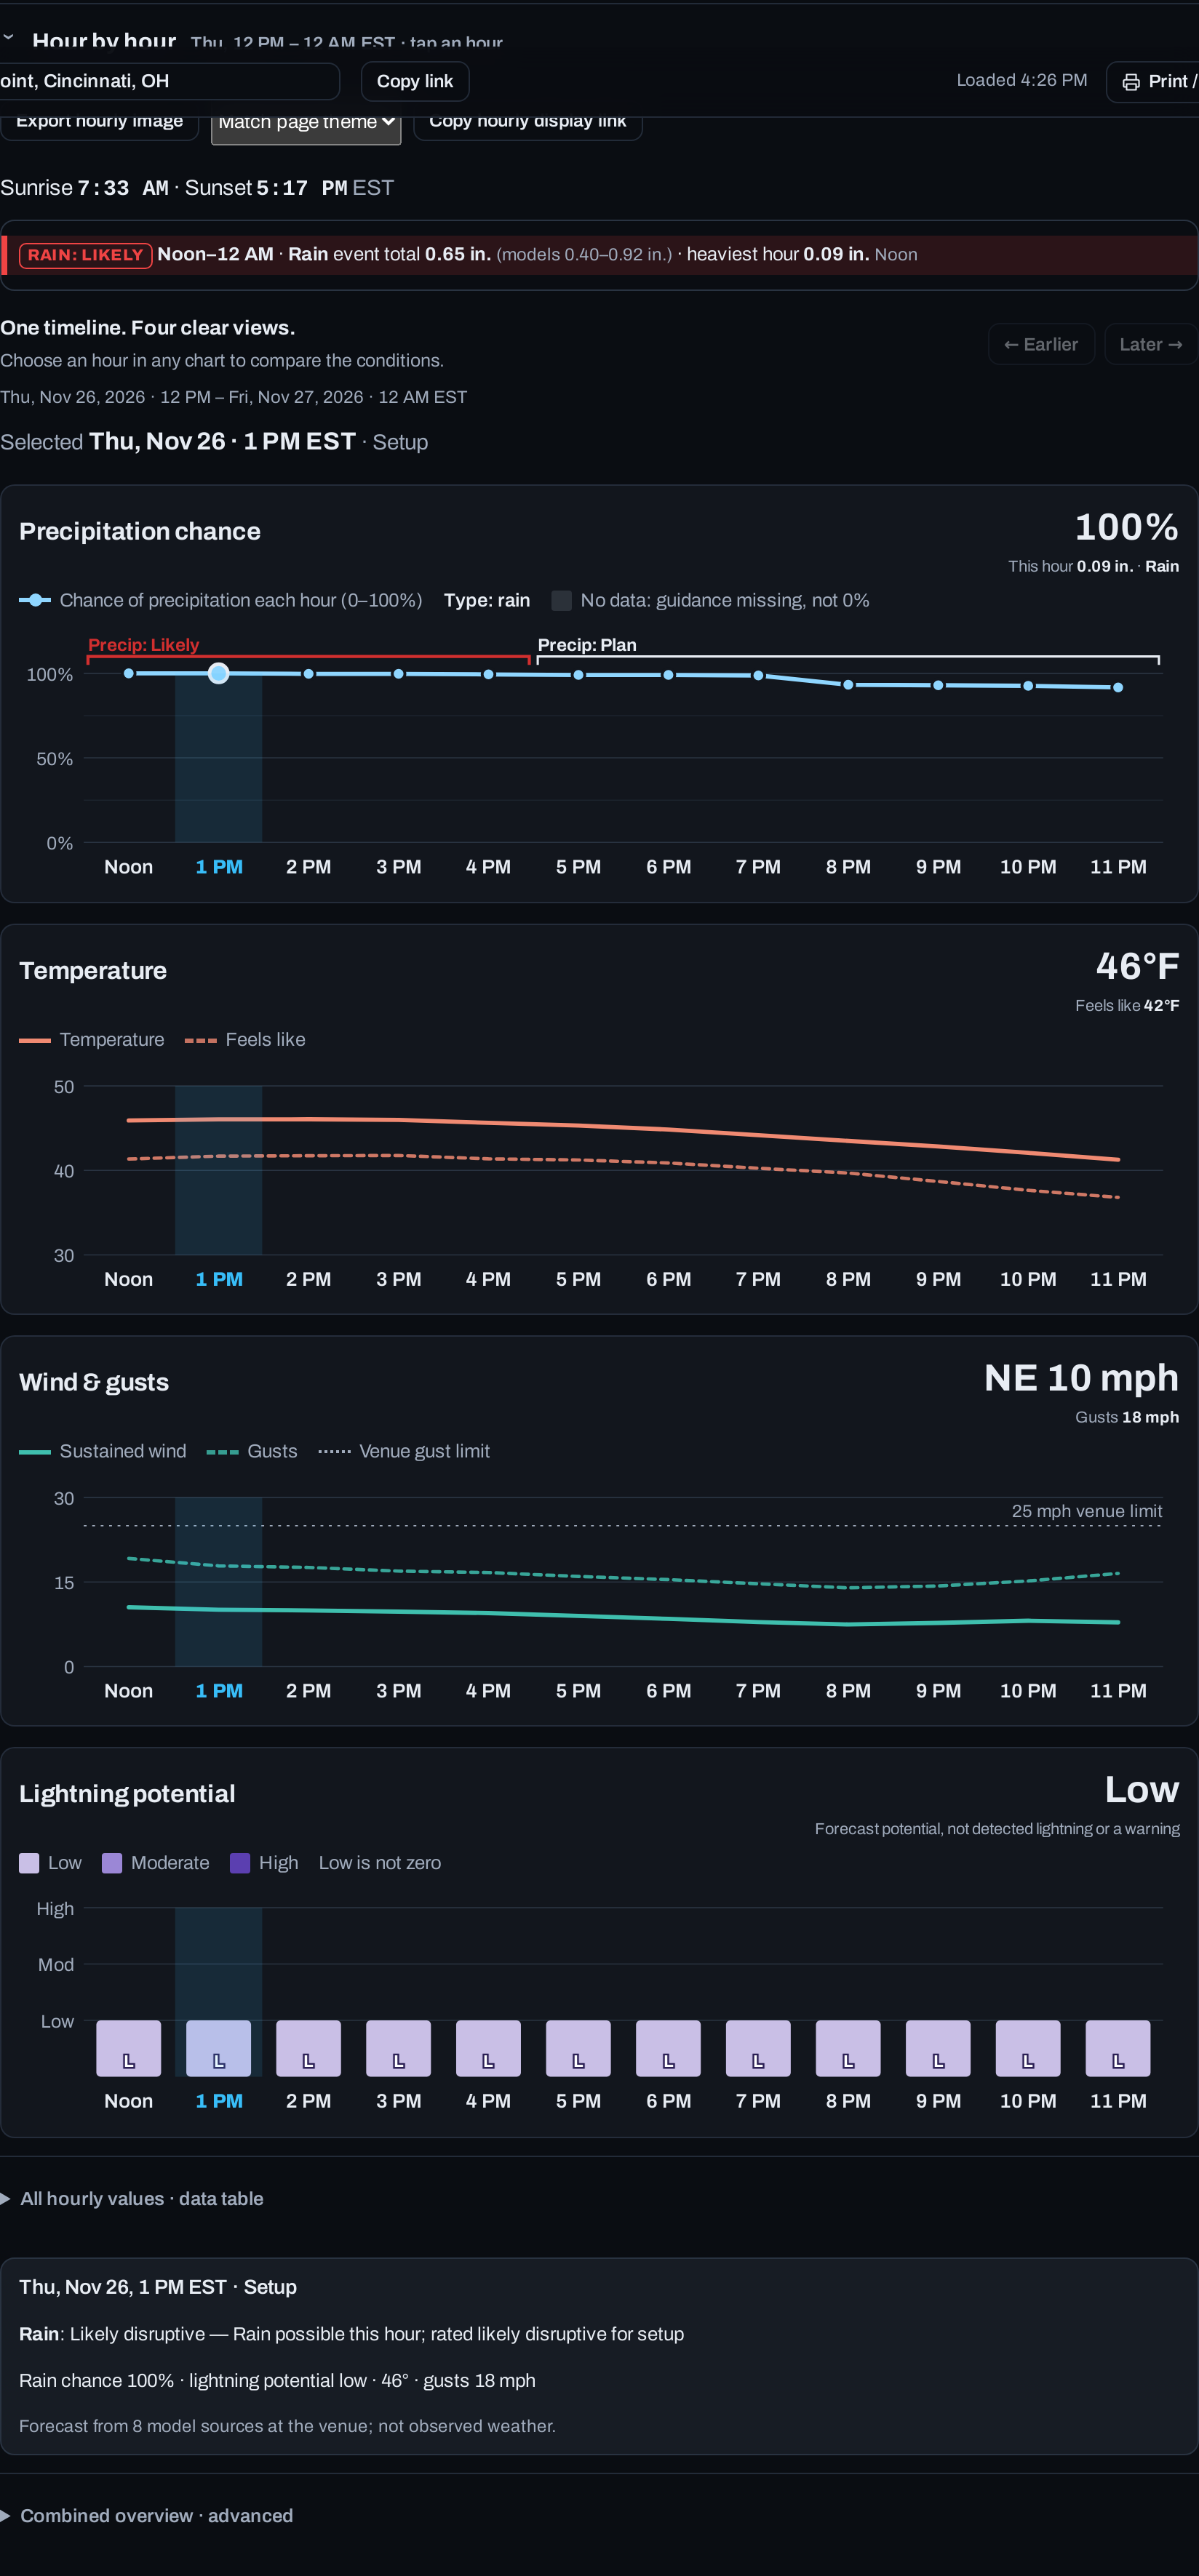 Hour by hour Thu, 12 PM – 12 AM EST · tap an hour
oint, Cincinnati, OH Copy link Loaded 4:26 PM Print /
Export hourly image Match page theme Copy hourly display link
Sunrise 7:33 AM · Sunset 5:17 PM EST
RAIN: LIKELY Noon–12 AM · Rain event total 0.65 in. (models 0.40–0.92 in.) · heaviest hour 0.09 in. Noon
One timeline. Four clear views.
← Earlier Later →
Choose an hour in any chart to compare the conditions.
Thu, Nov 26, 2026 · 12 PM – Fri, Nov 27, 2026 · 12 AM EST
Selected Thu, Nov 26 · 1 PM EST · Setup
Precipitation chance 100%
This hour 0.09 in. · Rain
Chance of precipitation each hour (0–100%) Type: rain No data: guidance missing, not 0%
Precip: Likely Precip: Plan
100%
50%
0%
Noon 1 PM 2 PM 3 PM 4 PM 5 PM 6 PM 7 PM 8 PM 9 PM 10 PM 11 PM
Temperature 46°F
Feels like 42°F
Temperature Feels like
50
40
30
Noon 1 PM 2 PM 3 PM 4 PM 5 PM 6 PM 7 PM 8 PM 9 PM 10 PM 11 PM
Wind & gusts NE 10 mph
Gusts 18 mph
Sustained wind Gusts Venue gust limit
30
25 mph venue limit
15
0
Noon 1 PM 2 PM 3 PM 4 PM 5 PM 6 PM 7 PM 8 PM 9 PM 10 PM 11 PM
Lightning potential Low
Forecast potential, not detected lightning or a warning
Low Moderate High Low is not zero
High
Mod
Low
L L L L L L L L L L L L
Noon 1 PM 2 PM 3 PM 4 PM 5 PM 6 PM 7 PM 8 PM 9 PM 10 PM 11 PM
All hourly values · data table
Thu, Nov 26, 1 PM EST · Setup
Rain: Likely disruptive — Rain possible this hour; rated likely disruptive for setup
Rain chance 100% · lightning potential low · 46° · gusts 18 mph
Forecast from 8 model sources at the venue; not observed weather.
Combined overview · advanced